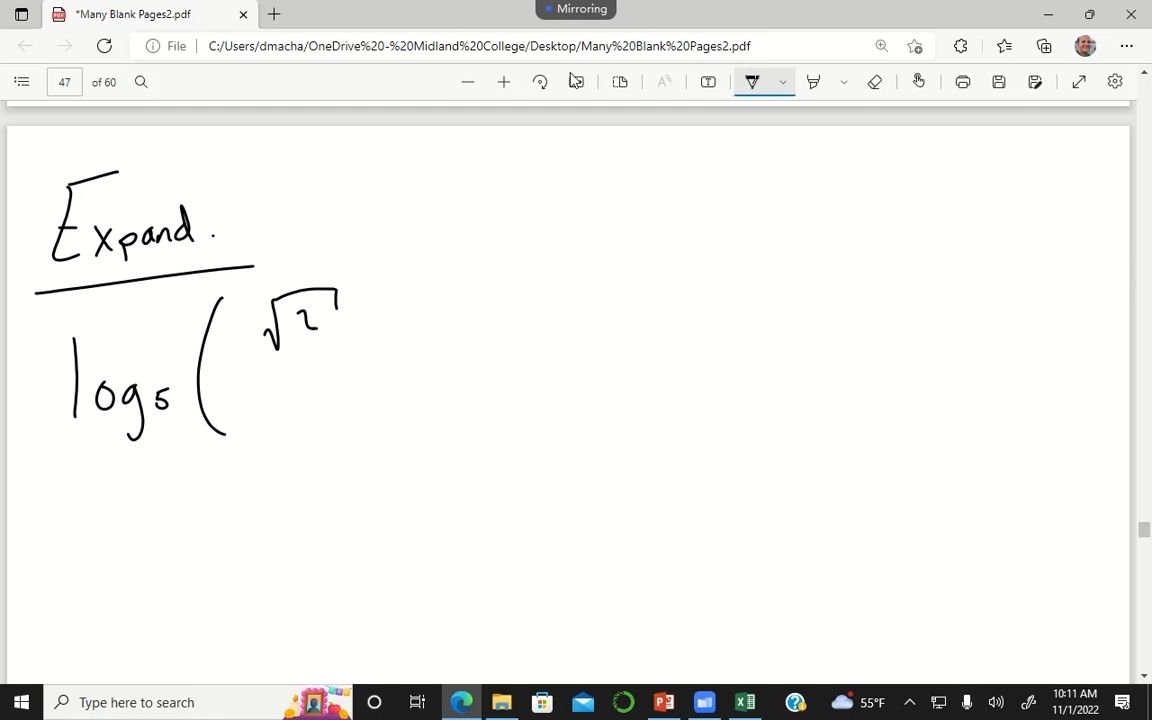 Mirroring
*Many Blank Pages2.pdf
File C:/Users/dmacha/OneDrive%20-%20Midland%20College/Desktop/Many%20Blank%20Pages2.pdf
47 of 60
Expand.
log₅ ( √2
Type here to search
55°F
10:11 AM
11/1/2022